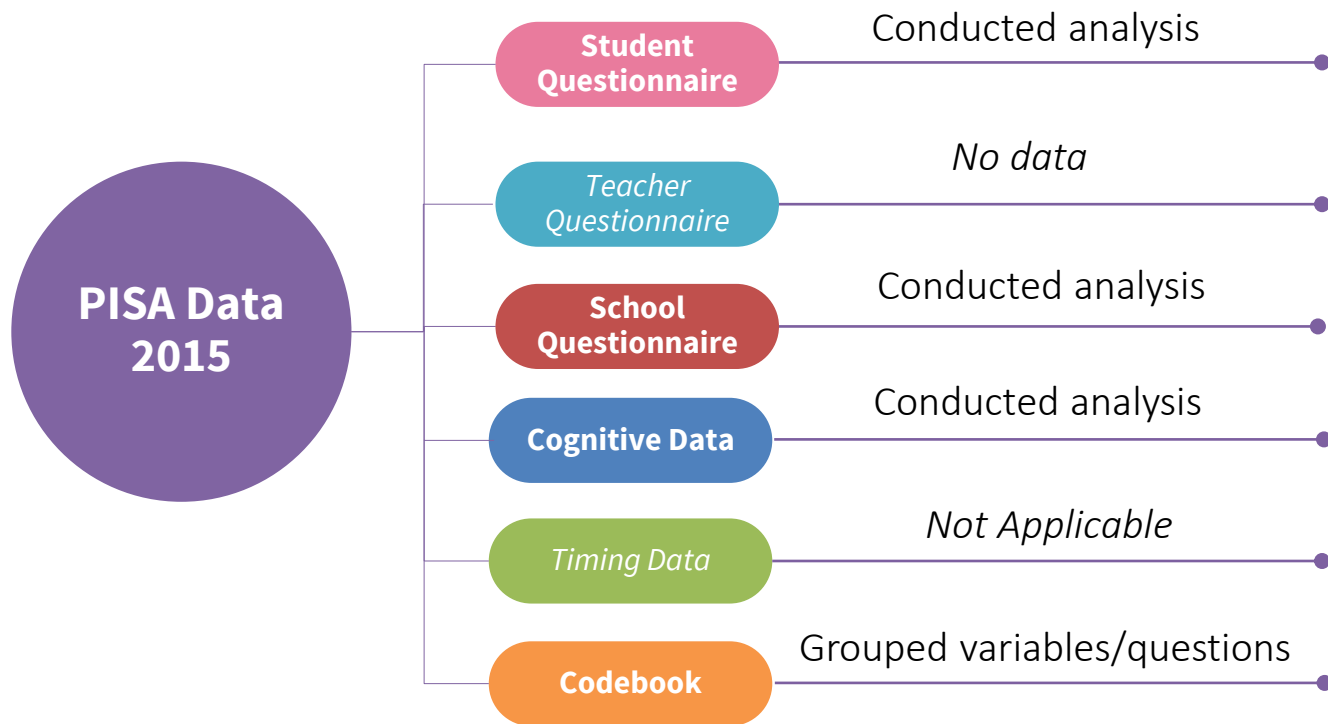 PISA Data
2015
Student
Questionnaire
Conducted analysis
Teacher
Questionnaire
No data
School
Questionnaire
Conducted analysis
Cognitive Data
Conducted analysis
Timing Data
Not Applicable
Codebook
Grouped variables/questions